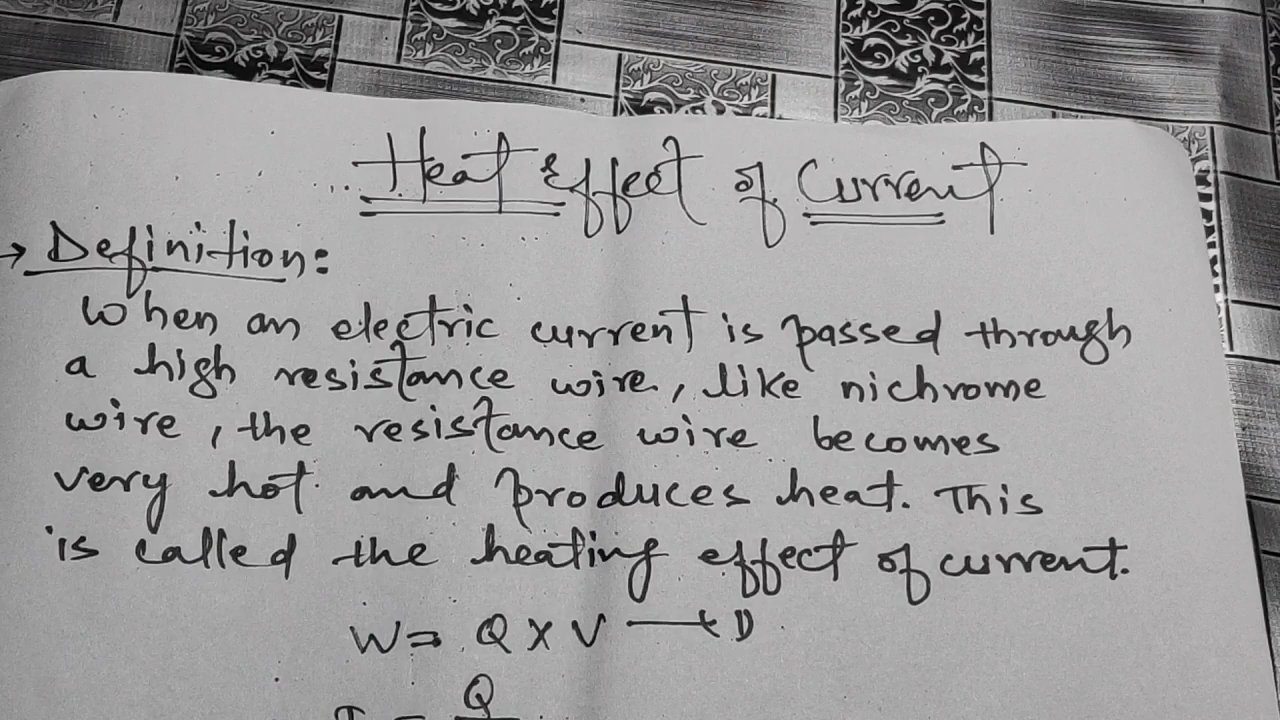 Heat Effect of Current
→ Definition:
When an electric current is passed through
a high resistance wire, like nichrome
wire, the resistance wire becomes
very hot and produces heat. This
is called the heating effect of current.
W = Q X V →
Q